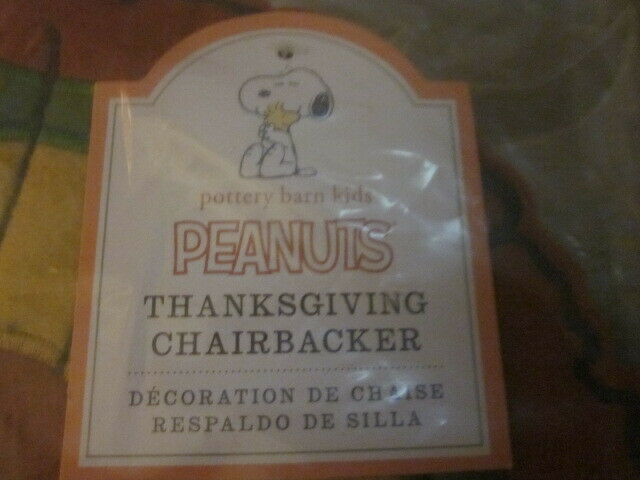 pottery barn kids
PEANUTS
THANKSGIVING
CHAIRBACKER
DÉCORATION DE CHAISE
RESPALDO DE SILLA